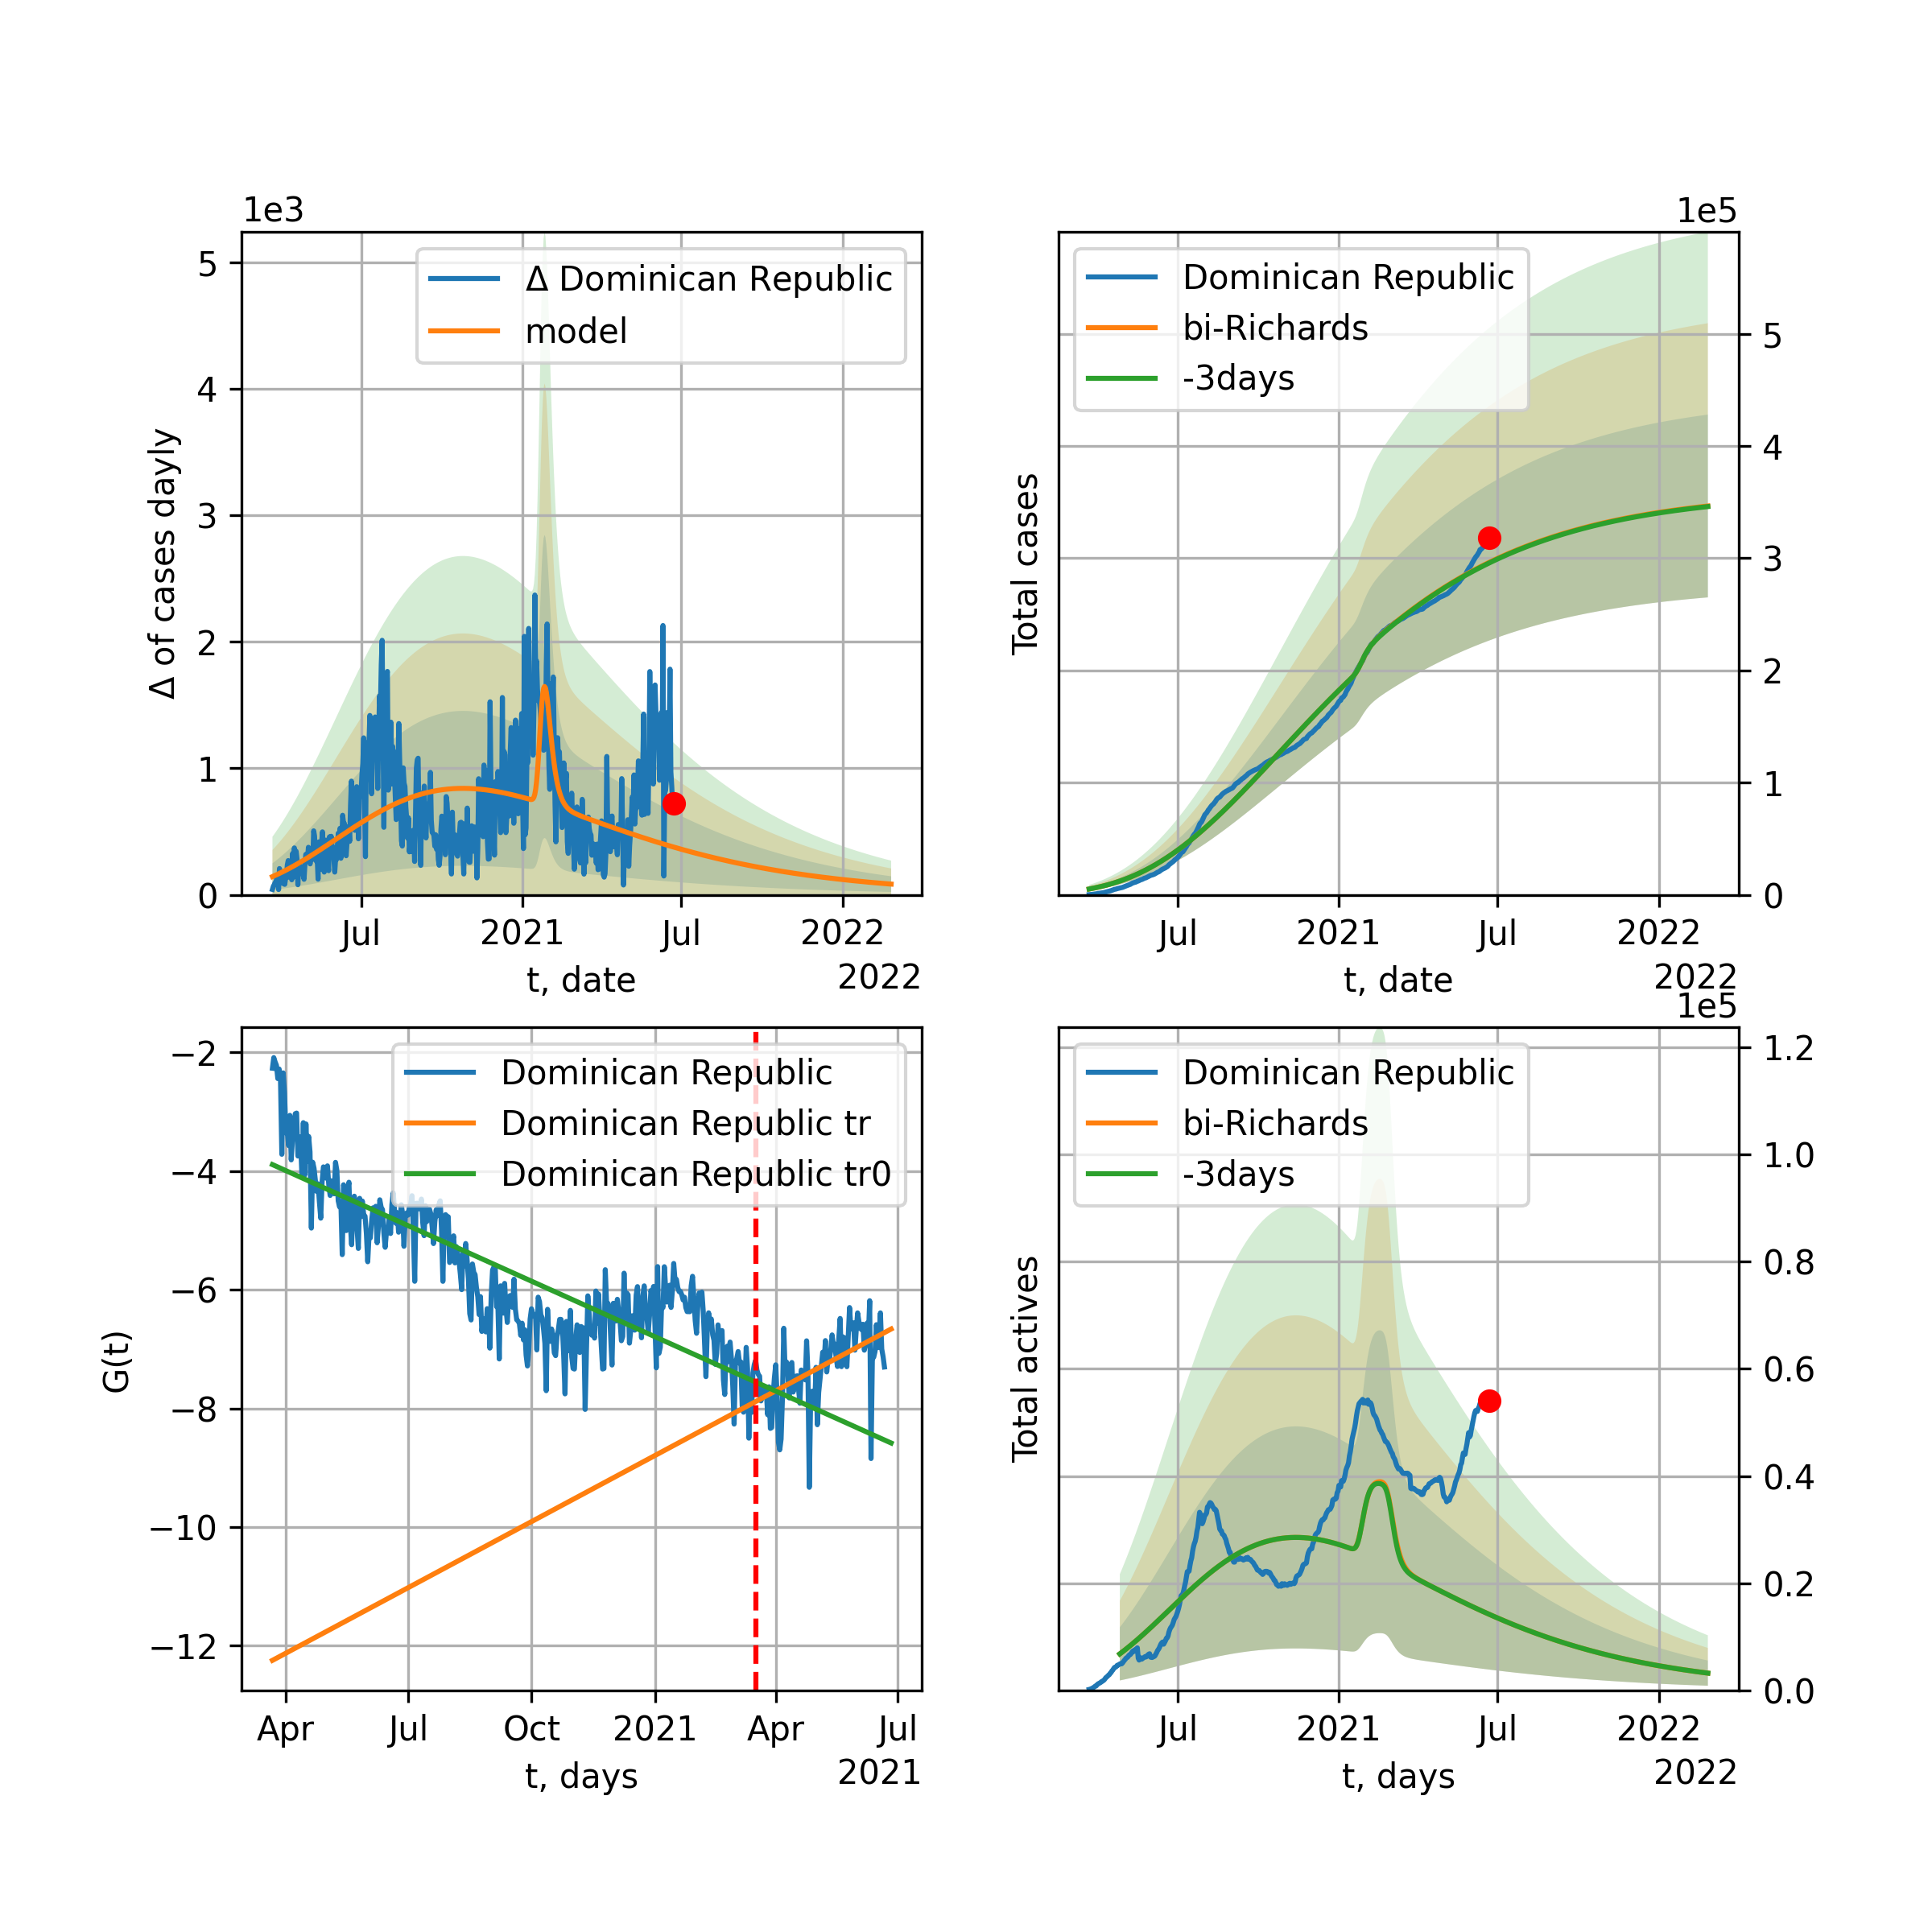 1e3
5
4
3
2
1
0
Δ of cases dayly
Δ Dominican Republic
model
Jul
2021
Jul
2022
t, date
2022
1e5
Total cases
Dominican Republic
bi-Richards
-3days
5
4
3
2
1
0
Jul
2021
Jul
2022
t, date
2022
−2
−4
−6
−8
−10
−12
G(t)
Dominican Republic
Dominican Republic tr
Dominican Republic tr0
Apr
Jul
Oct
2021
Apr
Jul
t, days
2021
1e5
Total actives
Dominican Republic
bi-Richards
-3days
1.2
1.0
0.8
0.6
0.4
0.2
0.0
Jul
2021
Jul
2022
t, days
2022